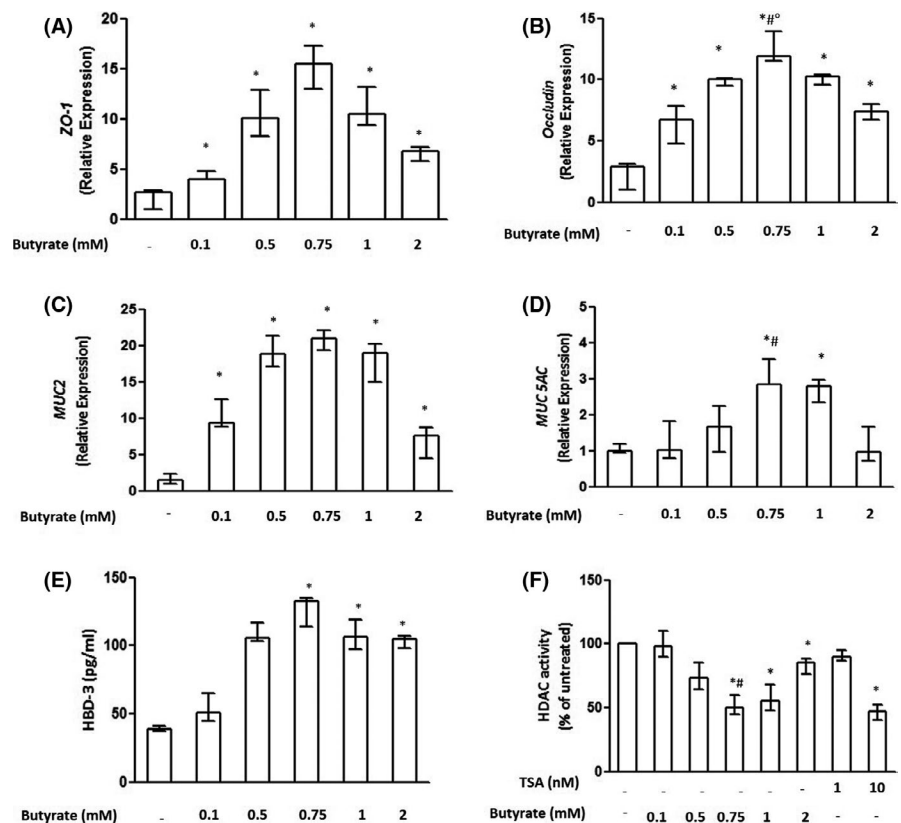 (A)
ZO-1
(Relative Expression)
20
15
10
5
0
* * * * *
Butyrate (mM) - 0.1 0.5 0.75 1 2
(B)
Occludin
(Relative Expression)
15
10
5
0
* * *#° * *
Butyrate (mM) - 0.1 0.5 0.75 1 2
(C)
MUC2
(Relative Expression)
25
20
15
10
5
0
* * * * *
Butyrate (mM) - 0.1 0.5 0.75 1 2
(D)
MUC 5AC
(Relative Expression)
5
4
3
2
1
0
*# *
Butyrate (mM) - 0.1 0.5 0.75 1 2
(E)
HBD-3 (pg/ml)
150
100
50
0
* * *
Butyrate (mM) - 0.1 0.5 0.75 1 2
(F)
HDAC activity
(% of untreated)
150
100
50
0
*# * * *
TSA (nM) - - - - - - 1 10
Butyrate (mM) - 0.1 0.5 0.75 1 2 - -